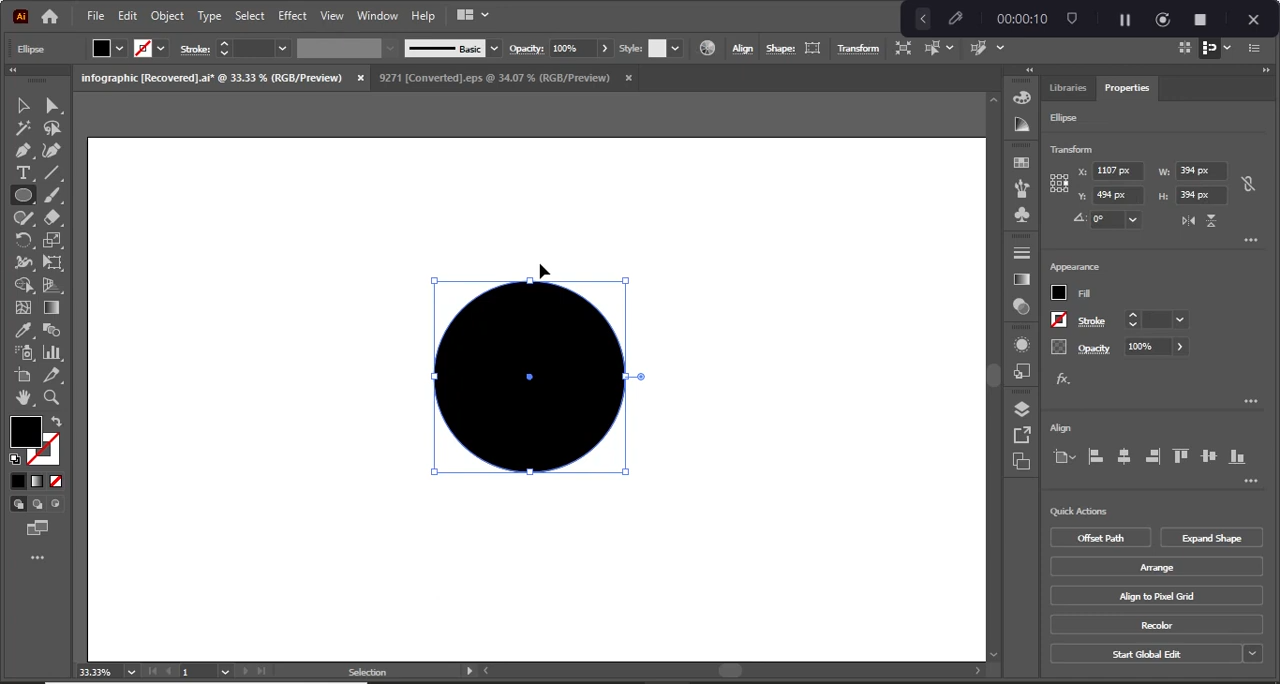 Ai File Edit Object Type Select Effect View Window Help 00:00:10
Ellipse Stroke: Basic Opacity: 100% Style: Align Shape: Transform
infographic [Recovered].ai* @ 33.33 % (RGB/Preview) × 9271 [Converted].eps @ 34.07 % (RGB/Preview) ×
Libraries Properties
Ellipse
Transform
X: 1107 px W: 394 px
Y: 494 px H: 394 px
0°
Appearance
Fill
Stroke
Opacity 100%
fx.
Align
Quick Actions
Offset Path Expand Shape
Arrange
Align to Pixel Grid
Recolor
Start Global Edit
33.33% 1 Selection